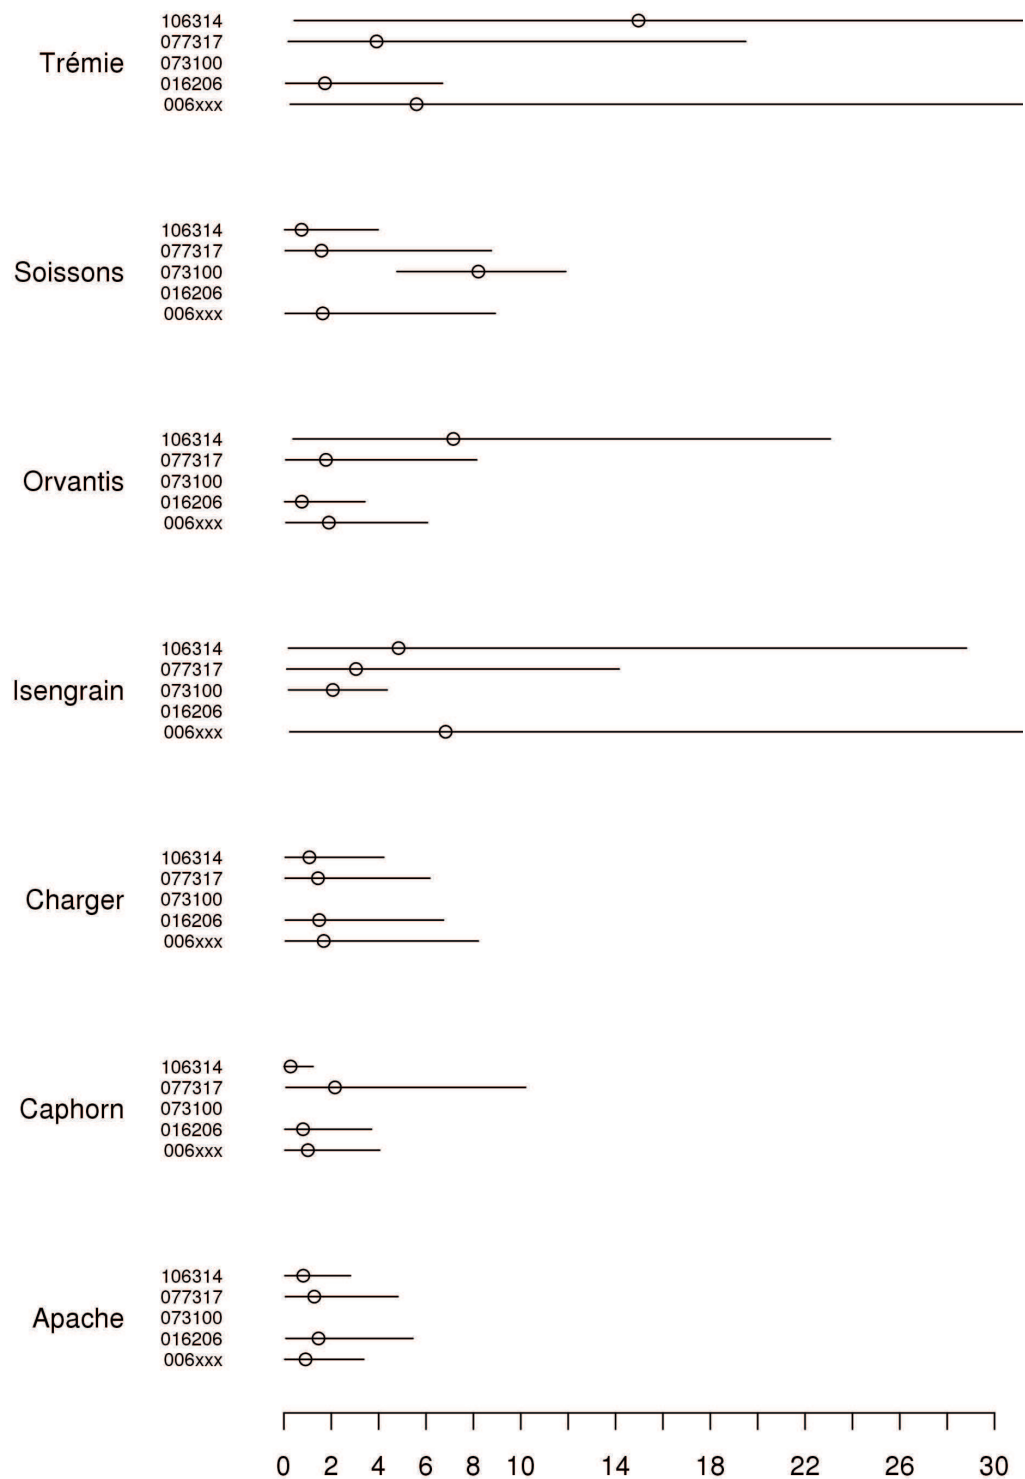 106314
077317
Trémie 073100
016206
006xxx
106314
077317
Soissons 073100
016206
006xxx
106314
077317
Orvantis 073100
016206
006xxx
106314
077317
Isengrain 073100
016206
006xxx
106314
077317
Charger 073100
016206
006xxx
106314
077317
Caphorn 073100
016206
006xxx
106314
077317
Apache 073100
016206
006xxx
0 2 4 6 8 10 14 18 22 26 30